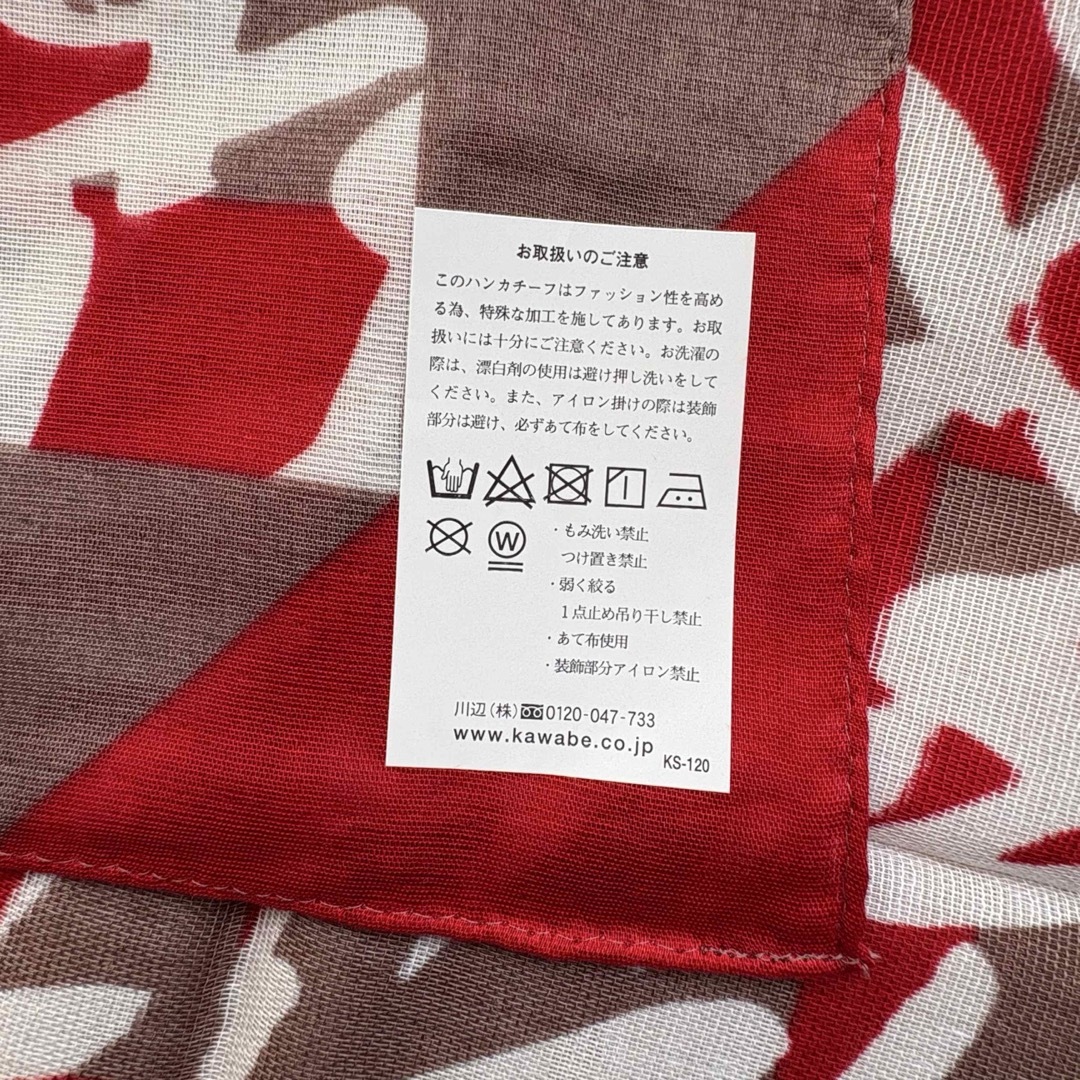 お取扱いのご注意
このハンカチーフはファッション性を高め
る為、特殊な加工を施してあります。お取
扱いには十分にご注意ください。お洗濯の
際は、漂白剤の使用は避け押し洗いをして
ください。また、アイロン掛けの際は装飾
部分は避け、必ずあて布をしてください。
W
・もみ洗い禁止
つけ置き禁止
・弱く絞る
1点止め吊り干し禁止
・あて布使用
・装飾部分アイロン禁止
川辺(株)0120-047-733
www.kawabe.co.jp
KS-120